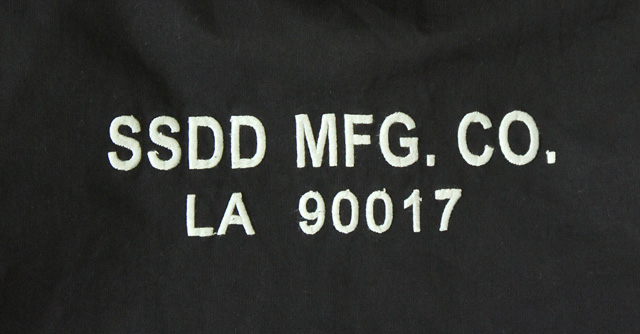 SSDD MFG. CO.
LA 90017